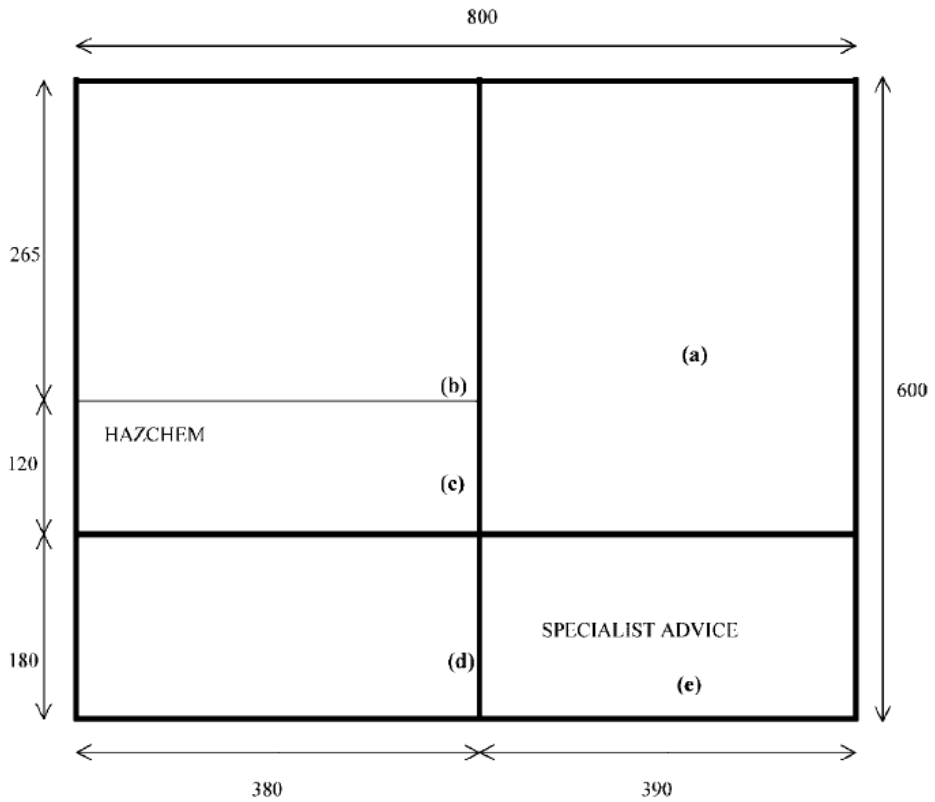 800
265
(a)
(b)
600
HAZCHEM
120
(c)
SPECIALIST ADVICE
180
(d)
(e)
380
390